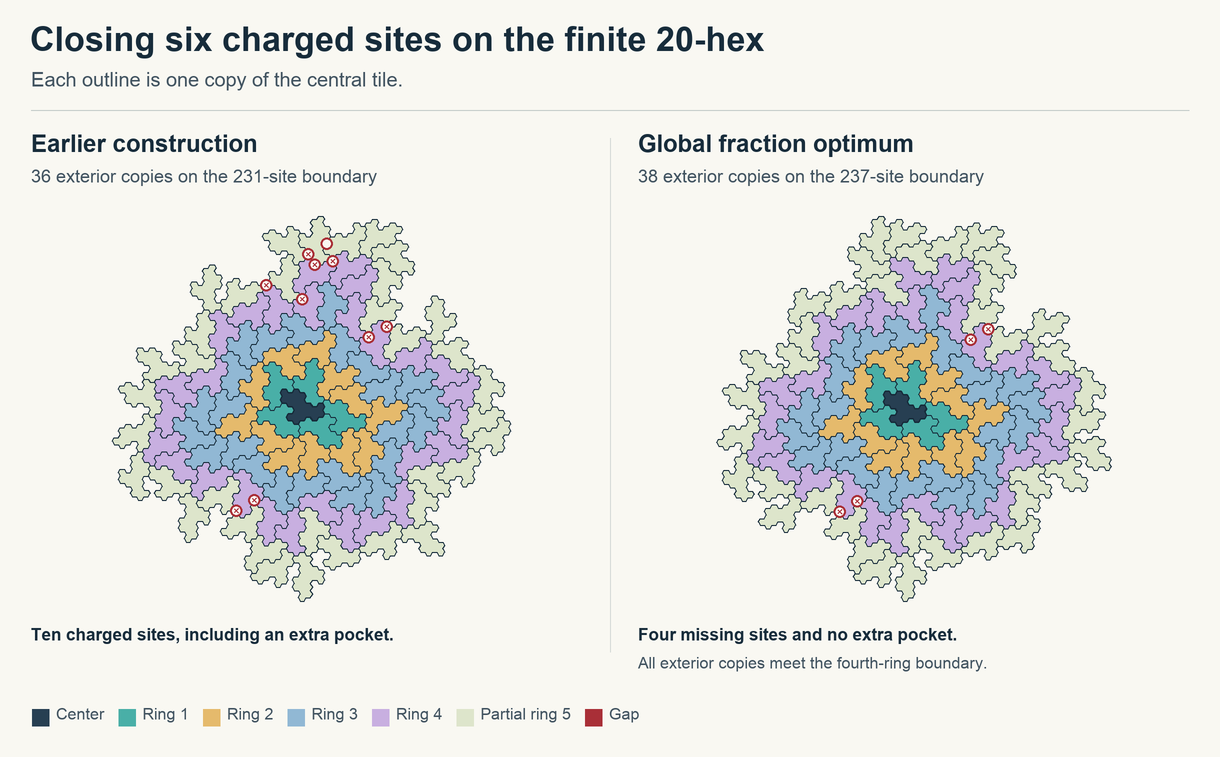 Closing six charged sites on the finite 20-hex
Each outline is one copy of the central tile.
Earlier construction
36 exterior copies on the 231-site boundary
Ten charged sites, including an extra pocket.
Global fraction optimum
38 exterior copies on the 237-site boundary
Four missing sites and no extra pocket.
All exterior copies meet the fourth-ring boundary.
Center Ring 1 Ring 2 Ring 3 Ring 4 Partial ring 5 Gap